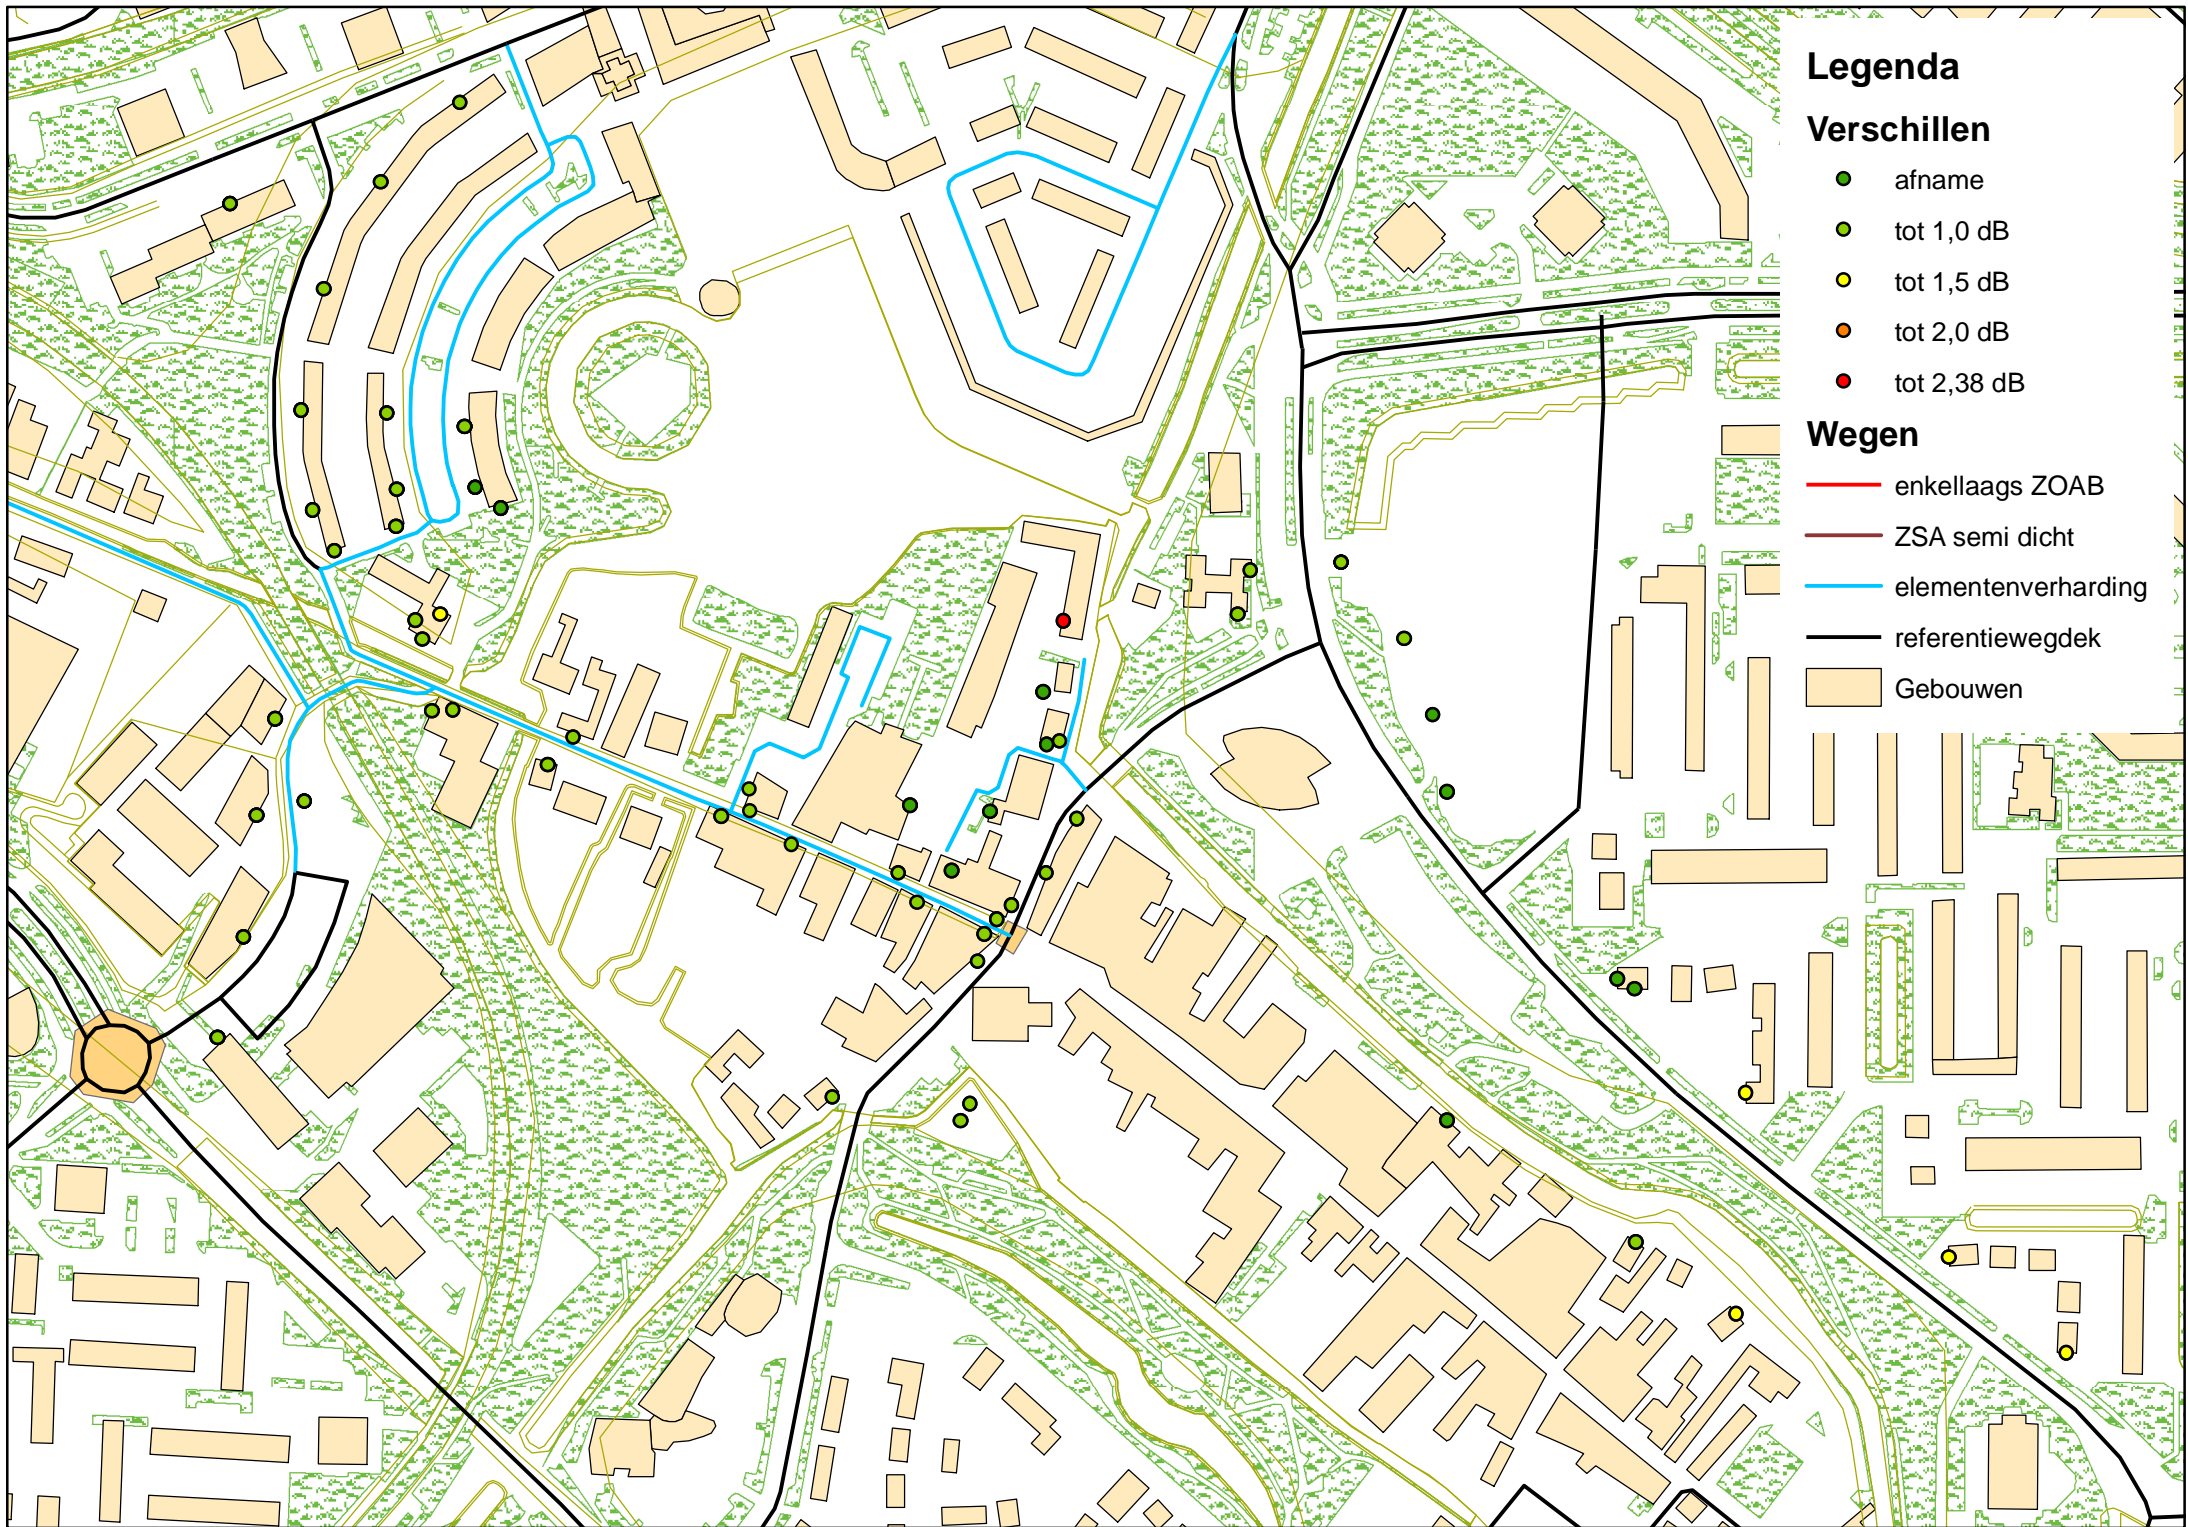 Legenda
Verschillen
afname
tot 1,0 dB
tot 1,5 dB
tot 2,0 dB
tot 2,38 dB
Wegen
enkellaags ZOAB
ZSA semi dicht
elementenverharding
referentiewegdek
Gebouwen